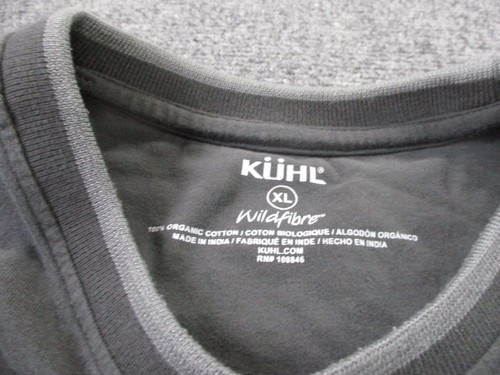 KÜHL®
XL
Wildfibre
100% ORGANIC COTTON / COTON BIOLOGIQUE / ALGODÓN ORGÁNICO
MADE IN INDIA / FABRIQUÉ EN INDE / HECHO EN INDIA
KUHL.COM
RN# 108846